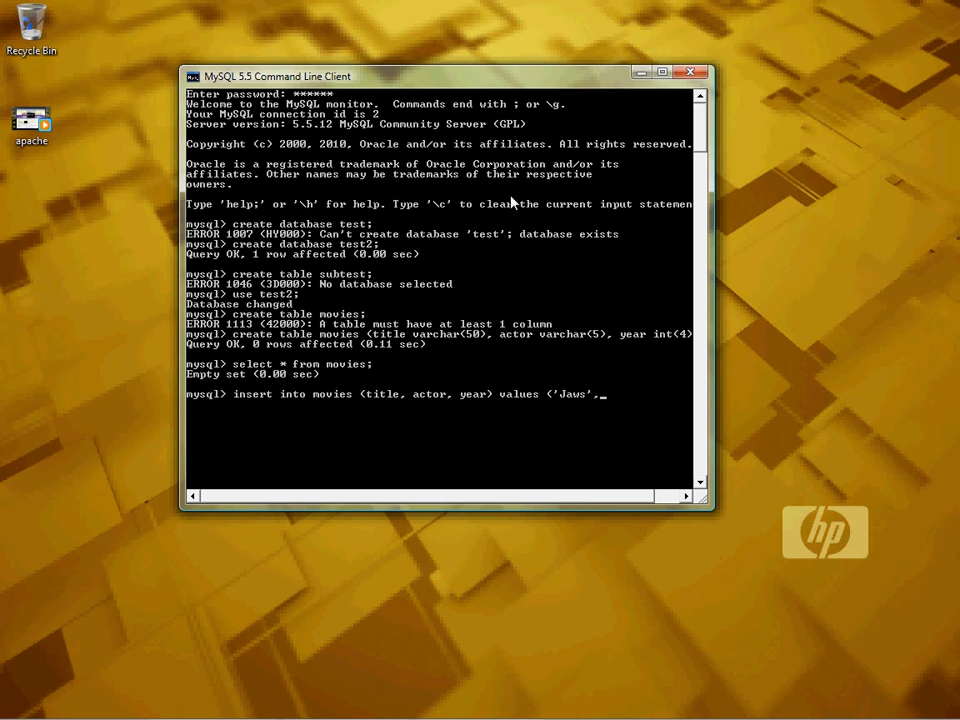 Recycle Bin
apache
MySQL 5.5 Command Line Client
Enter password: ******
Welcome to the MySQL monitor.  Commands end with ; or \g.
Your MySQL connection id is 2
Server version: 5.5.12 MySQL Community Server (GPL)
Copyright (c) 2000, 2010, Oracle and/or its affiliates. All rights reserved.
Oracle is a registered trademark of Oracle Corporation and/or its
affiliates. Other names may be trademarks of their respective
owners.
Type 'help;' or '\h' for help. Type '\c' to clear the current input statemen
mysql> create database test;
ERROR 1007 (HY000): Can't create database 'test'; database exists
mysql> create database test2;
Query OK, 1 row affected (0.00 sec)
mysql> create table subtest;
ERROR 1046 (3D000): No database selected
mysql> use test2;
Database changed
mysql> create table movies;
ERROR 1113 (42000): A table must have at least 1 column
mysql> create table movies (title varchar(50), actor varchar(5), year int(4)
Query OK, 0 rows affected (0.11 sec)
mysql> select * from movies;
Empty set (0.00 sec)
mysql> insert into movies (title, actor, year) values ('Jaws',_
hp